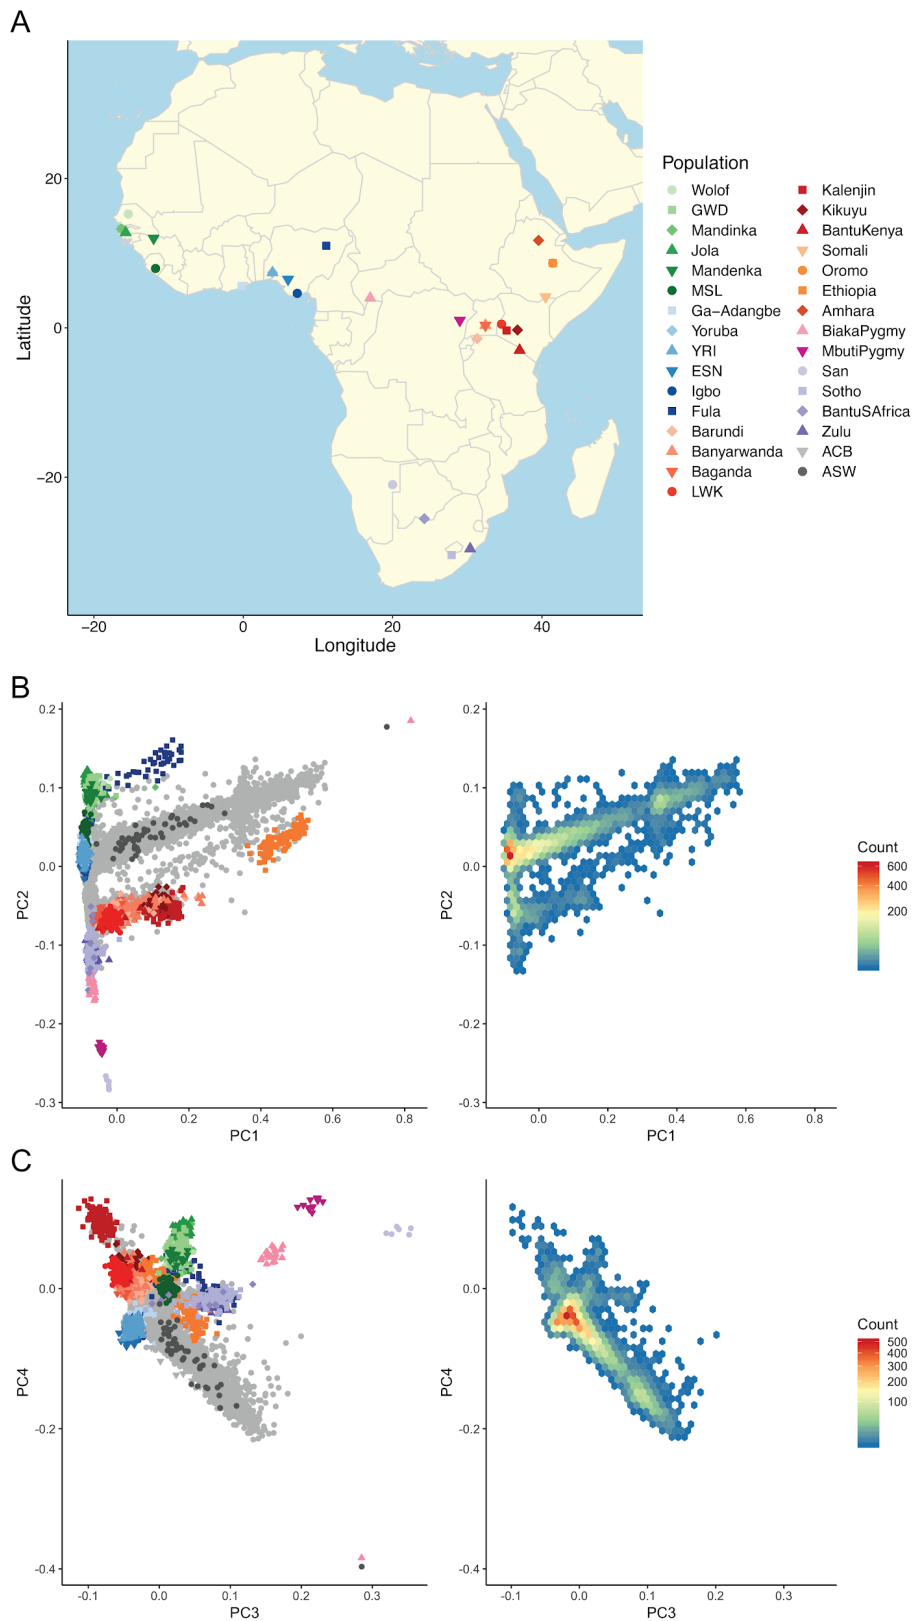 A
20
0
−20
Latitude
−20
0
20
40
Longitude
Population
Wolof
GWD
Mandinka
Jola
Mandenka
MSL
Ga−Adangbe
Yoruba
YRI
ESN
Igbo
Fula
Barundi
Banyarwanda
Baganda
LWK
Kalenjin
Kikuyu
BantuKenya
Somali
Oromo
Ethiopia
Amhara
BiakaPygmy
MbutiPygmy
San
Sotho
BantuSAfrica
Zulu
ACB
ASW
B
0.2
0.1
0.0
-0.1
-0.2
-0.3
PC2
0.0
0.2
0.4
0.6
0.8
PC1
0.2
0.1
0.0
-0.1
-0.2
-0.3
PC2
0.0
0.2
0.4
0.6
0.8
PC1
Count
600
400
200
C
0.0
-0.2
-0.4
PC4
-0.1
0.0
0.1
0.2
0.3
PC3
0.0
-0.2
-0.4
PC4
-0.1
0.0
0.1
0.2
0.3
PC3
Count
500
400
300
200
100